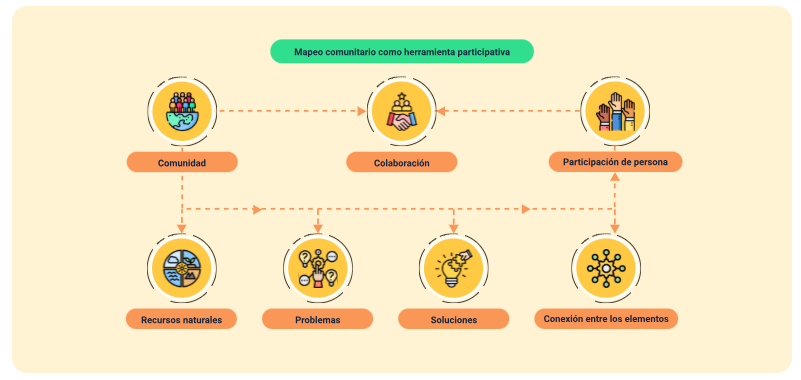 Mapeo comunitario como herramienta participativa
Comunidad
Colaboración
Participación de persona
Recursos naturales
Problemas
Soluciones
Conexión entre los elementos